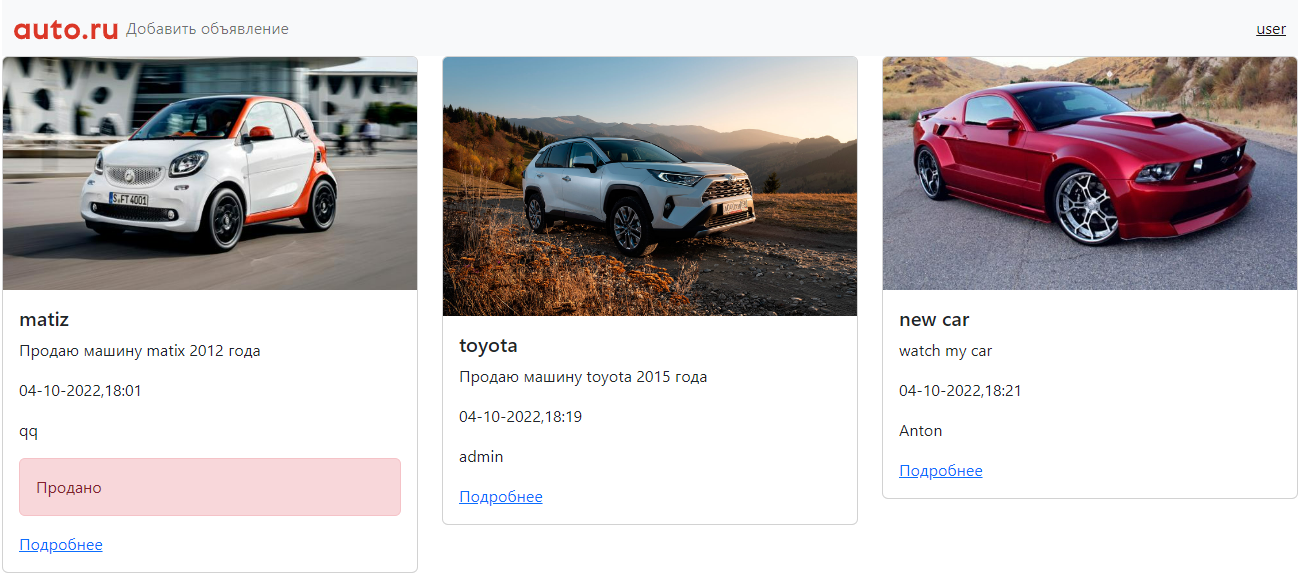 auto.ru Добавить объявление user
S FT 4001
matiz
Продаю машину matix 2012 года
04-10-2022,18:01
qq
Продано
Подробнее
toyota
Продаю машину toyota 2015 года
04-10-2022,18:19
admin
Подробнее
new car
watch my car
04-10-2022,18:21
Anton
Подробнее